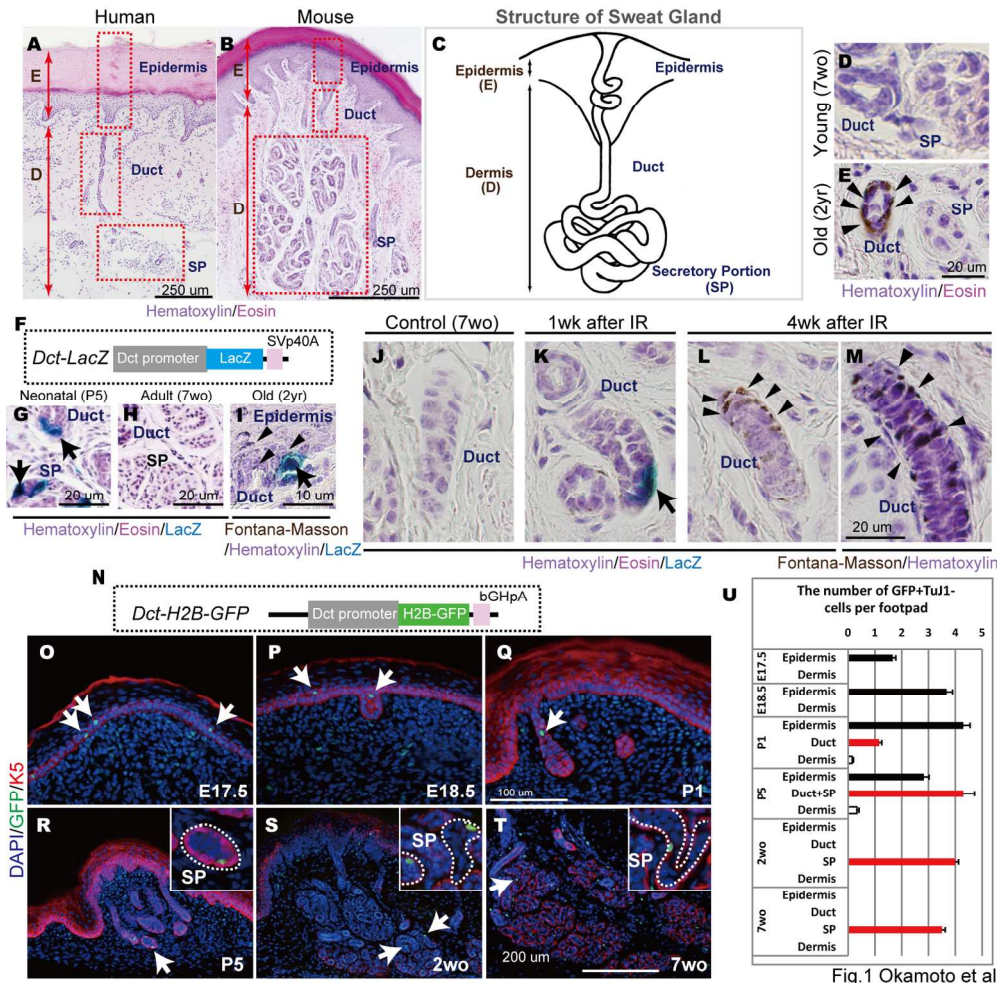 Human
Mouse
Structure of Sweat Gland
A
E
Epidermis
Duct
D
SP
250 um
B
E
Epidermis
Duct
D
SP
250 um
Hematoxylin/Eosin
C
Epidermis
(E)
Epidermis
Dermis
(D)
Duct
Secretory Portion
(SP)
Young (7wo)
D
Duct
SP
Old (2yr)
E
SP
Duct
20 um
Hematoxylin/Eosin
F
Dct-LacZ
Dct promoter
LacZ
SVp40A
Neonatal (P5)
Adult (7wo)
Old (2yr)
G
Duct
SP
20 um
H
Duct
SP
20 um
I
Epidermis
Duct
10 um
Hematoxylin/Eosin/LacZ
Fontana-Masson
/Hematoxylin/LacZ
Control (7wo)
1wk after IR
4wk after IR
J
Duct
K
Duct
L
Duct
M
Duct
20 um
Hematoxylin/Eosin/LacZ
Fontana-Masson/Hematoxylin
N
Dct-H2B-GFP
Dct promoter
H2B-GFP
bGHpA
DAPI/GFP/K5
O
E17.5
P
E18.5
Q
100 um
P1
R
SP
P5
S
SP
2wo
T
SP
200 um
7wo
U
The number of GFP+TuJ1-
cells per footpad
0 1 2 3 4 5
E17.5
Epidermis
Dermis
E18.5
Epidermis
Dermis
P1
Epidermis
Duct
Dermis
P5
Epidermis
Duct+SP
Dermis
2wo
Epidermis
Duct
SP
Dermis
7wo
Epidermis
Duct
SP
Dermis
Fig.1 Okamoto et al